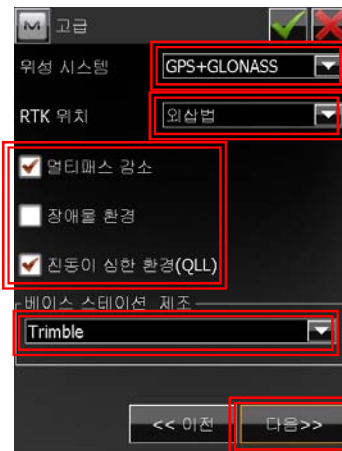 고급
위성 시스템 GPS+GLONASS
RTK 위치 외삽법
멀티패스 감소
장애물 환경
진동이 심한 환경(QLL)
베이스 스테이션 제조
Trimble
<< 이전 다음>>